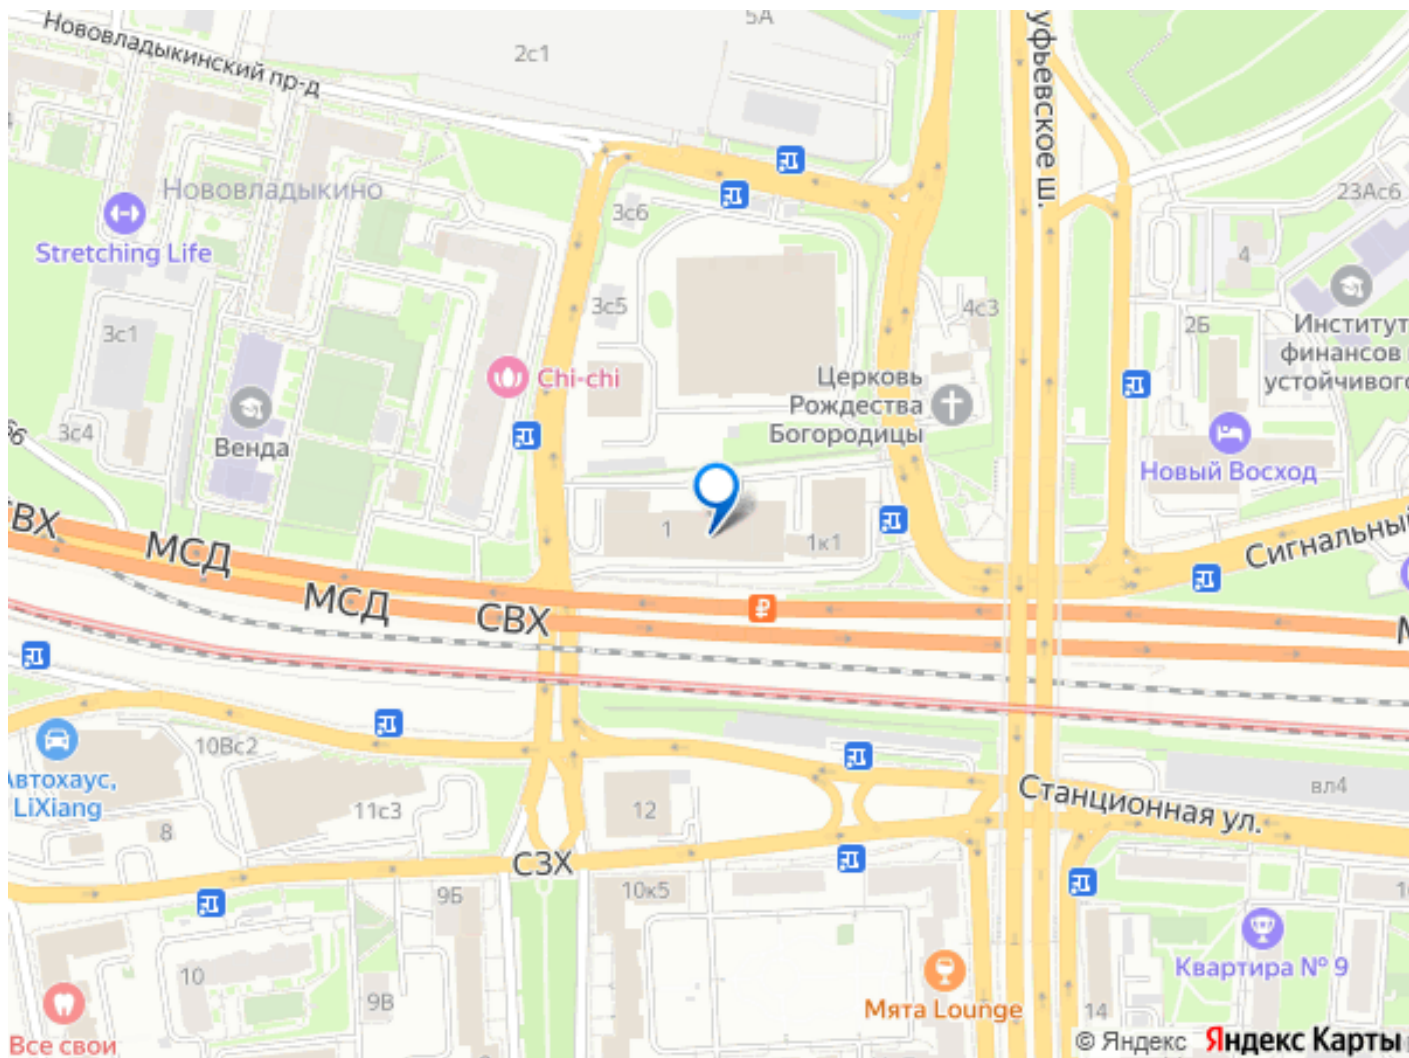 5А
Нововладыкинский пр-д
2с1
уфьевское ш.
Нововладыкино
Stretching Life
3с6
23Ас6
4
3с1
3с5
4с3
2Б
Институт
финансов
устойчивого
Chi-chi
Церковь
Рождества
Богородицы
3с4
Венда
Новый Восход
СВХ
МСД
1
1к1
Сигнальный
МСД
СВХ
₽
М
10Вс2
Автохаус,
LiXiang
11с3
8
12
Станционная ул.
вл4
СЗХ
9Б
10к5
10
9В
Мята Lounge
Квартира № 9
14
Все свои
© Яндекс Яндекс Карты